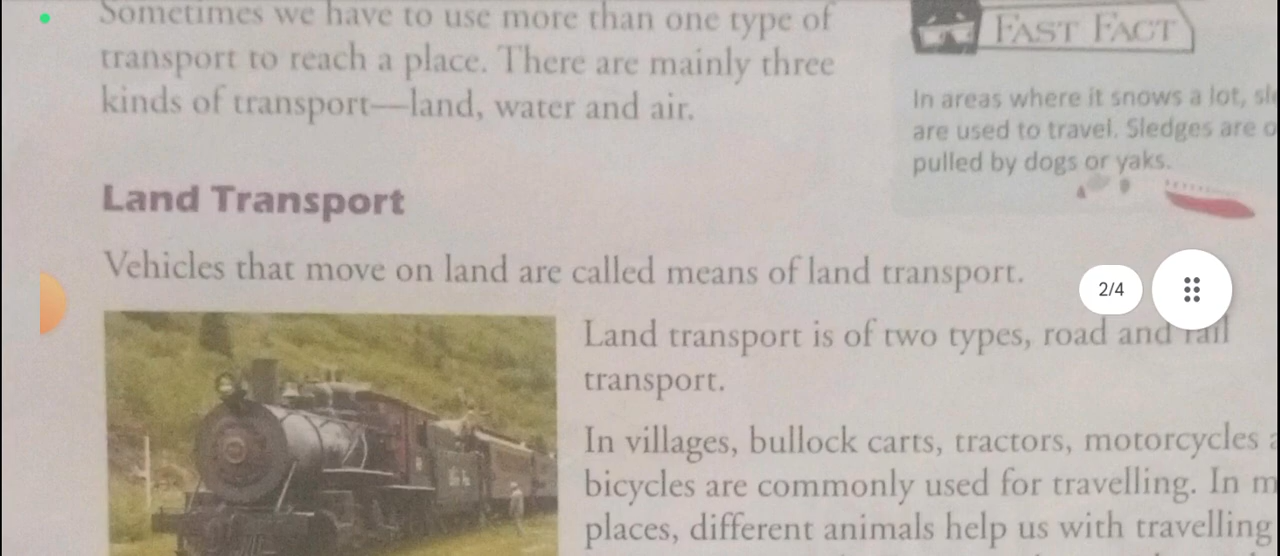 Sometimes we have to use more than one type of
transport to reach a place. There are mainly three
kinds of transport—land, water and air.
FAST FACT
In areas where it snows a lot,
are used to travel. Sledges are
pulled by dogs or yaks.
Land Transport
Vehicles that move on land are called means of land transport.
2/4
Land transport is of two types, road and rail
transport.
In villages, bullock carts, tractors, motorcycles
bicycles are commonly used for travelling. In
places, different animals help us with travelling